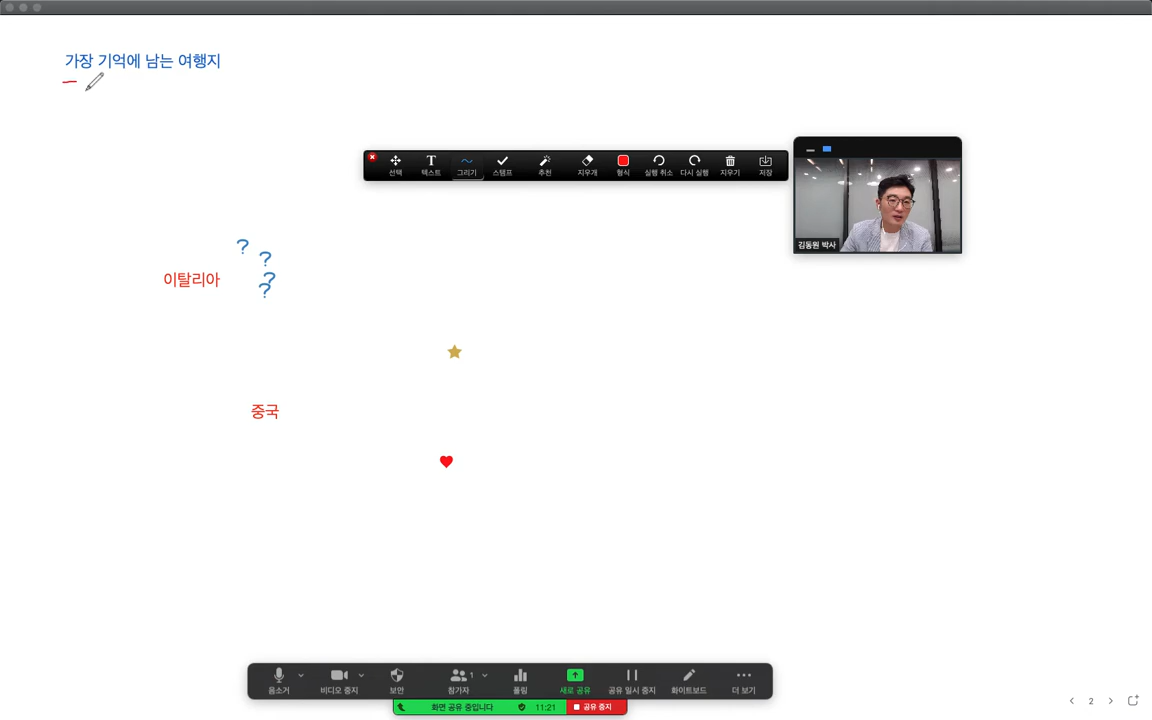 가장 기억에 남는 여행지
선택 T 텍스트 그리기 스탬프 추천 지우개 형식 실행 취소 다시 실행 지우기 저장
김동원 박사
?
?
?
?
이탈리아
중국
음소거 비디오 중지 보안 참가자 1 폴링 새로 공유 공유 일시 중지 화이트보드 더 보기
화면 공유 중입니다 11:21 공유 중지
2